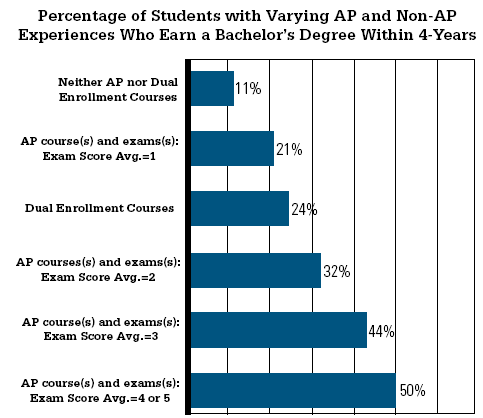 Percentage of Students with Varying AP and Non-AP
Experiences Who Earn a Bachelor's Degree Within 4-Years
Neither AP nor Dual
Enrollment Courses
11%
AP course(s) and exams(s):
Exam Score Avg.=1
21%
Dual Enrollment Courses
24%
AP courses(s) and exams(s):
Exam Score Avg.=2
32%
AP course(s) and exams(s):
Exam Score Avg.=3
44%
AP course(s) and exams(s):
Exam Score Avg.=4 or 5
50%